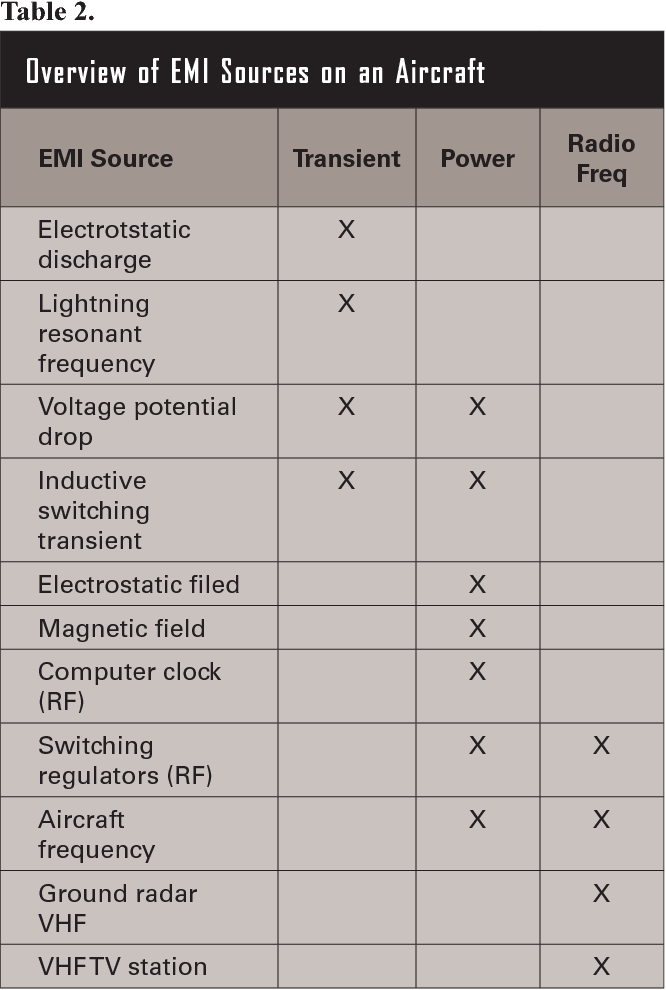 Table 2.
Overview of EMI Sources on an Aircraft
EMI Source Transient Power Radio
Freq
Electrotstatic X
discharge
Lightning X
resonant
frequency
Voltage potential X X
drop
Inductive X X
switching
transient
Electrostatic filed X
Magnetic field X
Computer clock X
(RF)
Switching X X
regulators (RF)
Aircraft X X
frequency
Ground radar X
VHF
VHF TV station X